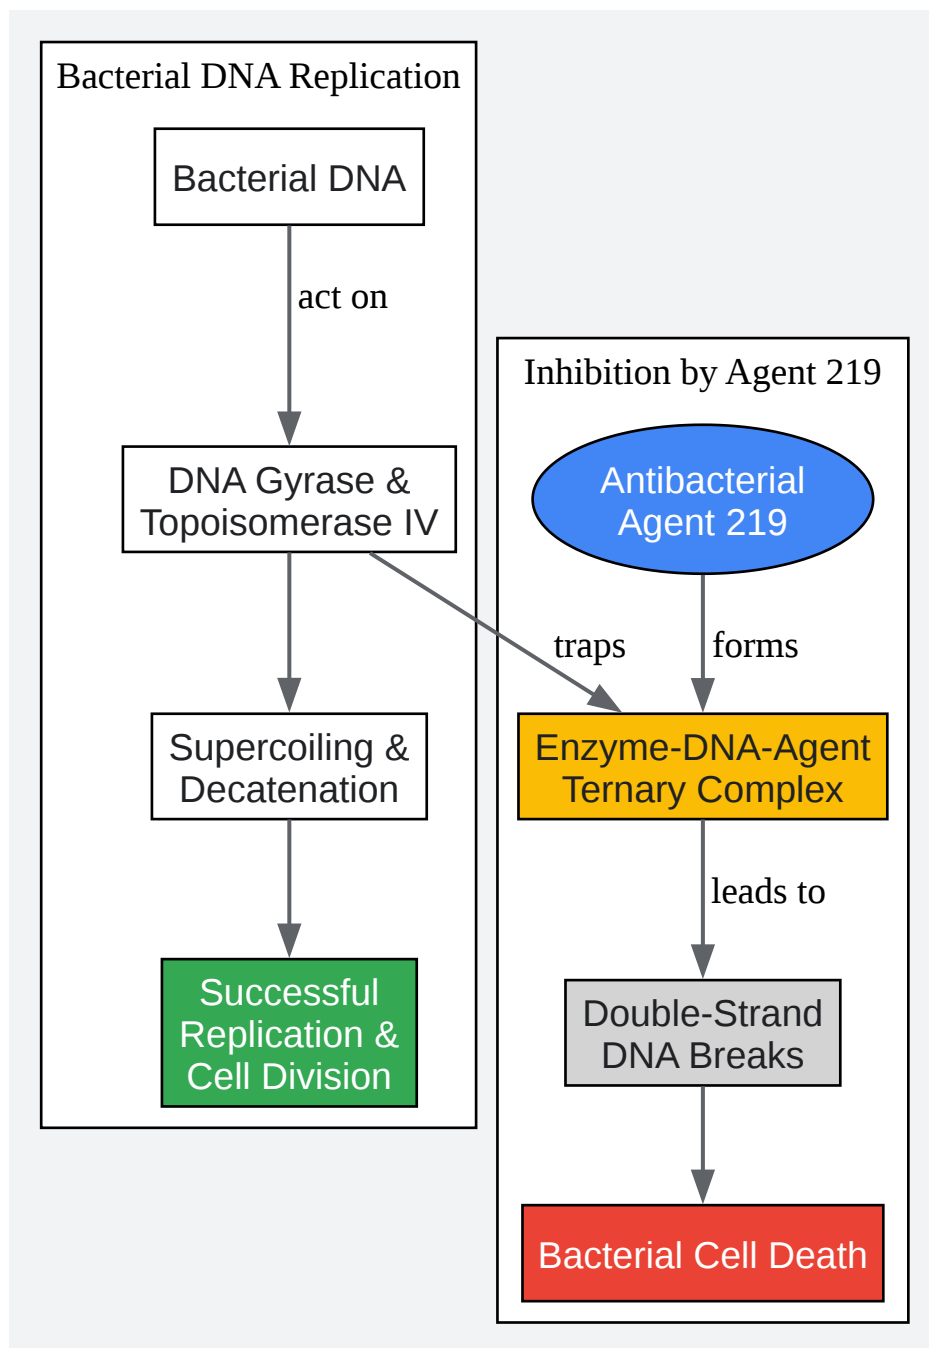 Bacterial DNA Replication
Bacterial DNA
act on
DNA Gyrase &
Topoisomerase IV
Supercoiling &
Decatenation
Successful
Replication &
Cell Division
Inhibition by Agent 219
Antibacterial
Agent 219
traps
forms
Enzyme-DNA-Agent
Ternary Complex
leads to
Double-Strand
DNA Breaks
Bacterial Cell Death